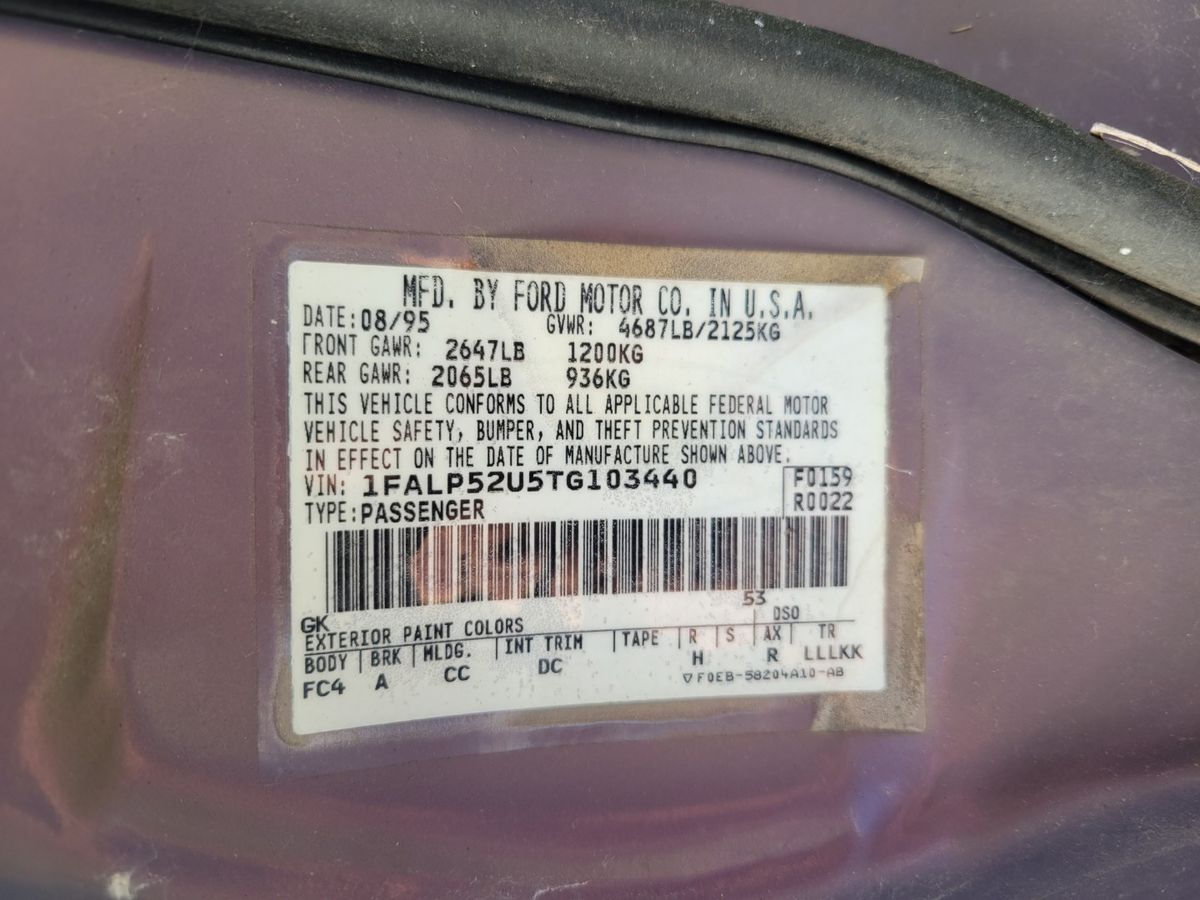 MFD. BY FORD MOTOR CO. IN U.S.A.
DATE: 08/95 GVWR: 4687LB/2125KG
FRONT GAWR: 2647LB 1200KG
REAR GAWR: 2065LB 936KG
THIS VEHICLE CONFORMS TO ALL APPLICABLE FEDERAL MOTOR
VEHICLE SAFETY, BUMPER, AND THEFT PREVENTION STANDARDS
IN EFFECT ON THE DATE OF MANUFACTURE SHOWN ABOVE.
VIN: 1FALP52U5TG103440 F0159
TYPE: PASSENGER R0022
53
GK
EXTERIOR PAINT COLORS DSO
BODY BRK MLDG. INT TRIM TAPE R S AX TR
FC4 A CC DC H R LLLKK
▽F0EB-58204A10-AB